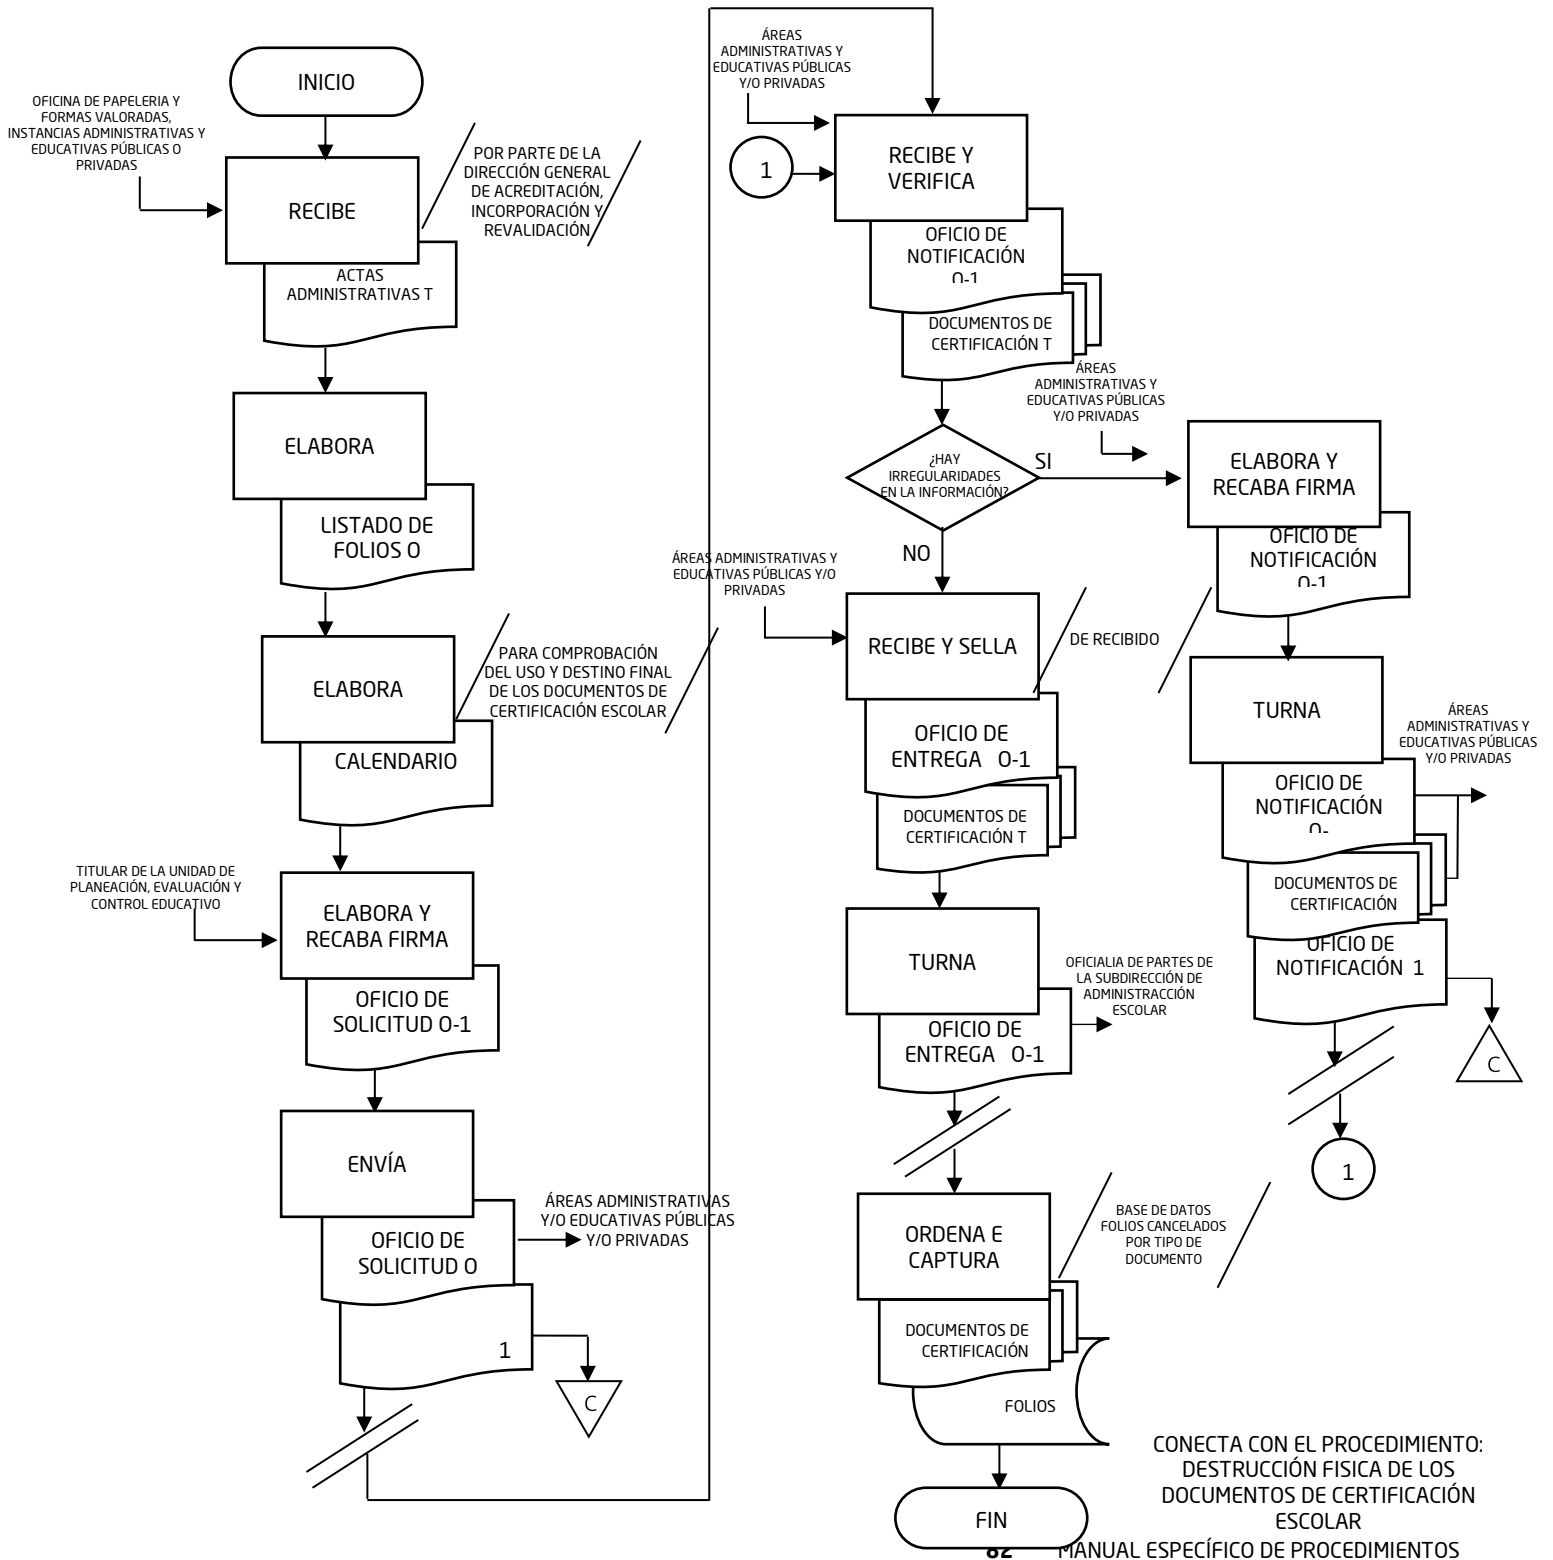 INICIO
OFICINA DE PAPELERIA Y
FORMAS VALORADAS,
INSTANCIAS ADMINISTRATIVAS Y
EDUCATIVAS PÚBLICAS O
PRIVADAS
RECIBE
POR PARTE DE LA
DIRECCIÓN GENERAL
DE ACREDITACIÓN,
INCORPORACIÓN Y
REVALIDACIÓN
ACTAS
ADMINISTRATIVAS T
ELABORA
LISTADO DE
FOLIOS O
ELABORA
PARA COMPROBACIÓN
DEL USO Y DESTINO FINAL
DE LOS DOCUMENTOS DE
CERTIFICACIÓN ESCOLAR
CALENDARIO
TITULAR DE LA UNIDAD DE
PLANEACIÓN, EVALUACIÓN Y
CONTROL EDUCATIVO
ELABORA Y
RECABA FIRMA
OFICIO DE
SOLICITUD O-1
ENVÍA
OFICIO DE
SOLICITUD O
ÁREAS ADMINISTRATIVAS
Y/O EDUCATIVAS PÚBLICAS
Y/O PRIVADAS
1
C
ÁREAS
ADMINISTRATIVAS Y
EDUCATIVAS PÚBLICAS
Y/O PRIVADAS
1
RECIBE Y
VERIFICA
OFICIO DE
NOTIFICACIÓN
O-1
DOCUMENTOS DE
CERTIFICACIÓN T
¿HAY
IRREGULARIDADES
EN LA INFORMACIÓN?
SI
NO
ÁREAS
ADMINISTRATIVAS Y
EDUCATIVAS PÚBLICAS
Y/O PRIVADAS
ELABORA Y
RECABA FIRMA
OFICIO DE
NOTIFICACIÓN
O-1
TURNA
ÁREAS
ADMINISTRATIVAS Y
EDUCATIVAS PÚBLICAS
Y/O PRIVADAS
OFICIO DE
NOTIFICACIÓN
O-
DOCUMENTOS DE
CERTIFICACIÓN
OFICIO DE
NOTIFICACIÓN 1
C
1
ÁREAS ADMINISTRATIVAS Y
EDUCATIVAS PÚBLICAS Y/O
PRIVADAS
RECIBE Y SELLA
DE RECIBIDO
OFICIO DE
ENTREGA O-1
DOCUMENTOS DE
CERTIFICACIÓN T
TURNA
OFICIALIA DE PARTES DE
LA SUBDIRECCIÓN DE
ADMINISTRACCIÓN
ESCOLAR
OFICIO DE
ENTREGA O-1
ORDENA E
CAPTURA
BASE DE DATOS
FOLIOS CANCELADOS
POR TIPO DE
DOCUMENTO
DOCUMENTOS DE
CERTIFICACIÓN
FOLIOS
FIN
CONECTA CON EL PROCEDIMIENTO:
DESTRUCCIÓN FISICA DE LOS
DOCUMENTOS DE CERTIFICACIÓN
ESCOLAR
82 MANUAL ESPECÍFICO DE PROCEDIMIENTOS